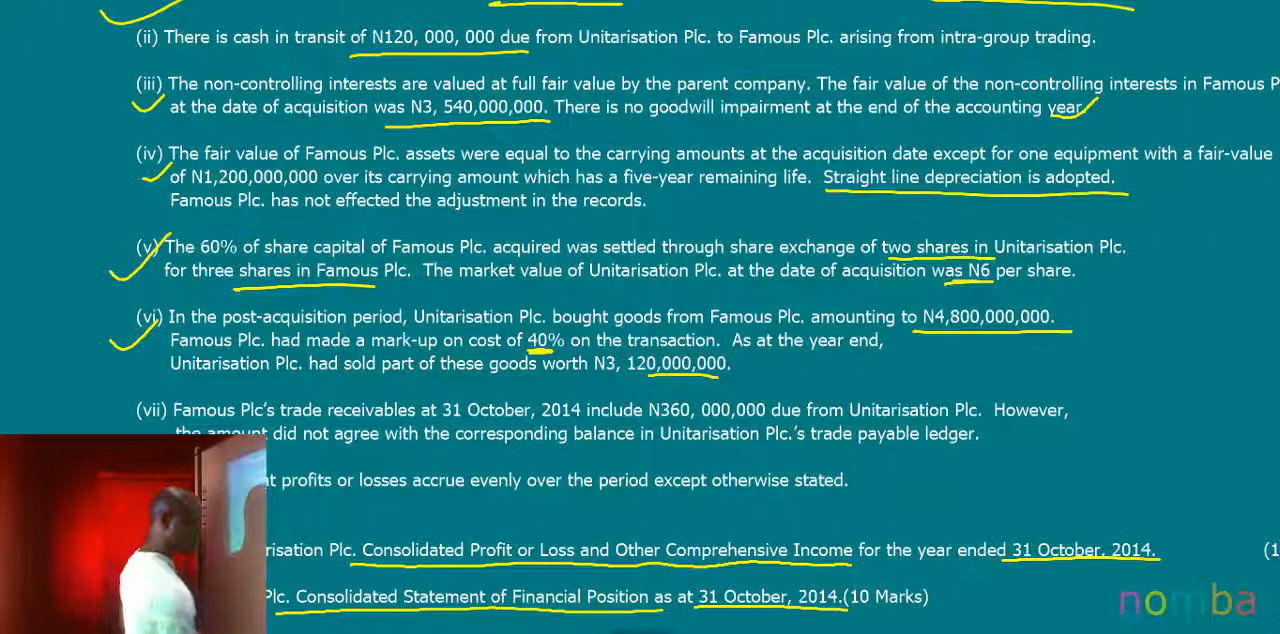 (ii) There is cash in transit of N120, 000, 000 due from Unitarisation Plc. to Famous Plc. arising from intra-group trading.
(iii) The non-controlling interests are valued at full fair value by the parent company. The fair value of the non-controlling interests in Famous P
at the date of acquisition was N3, 540,000,000. There is no goodwill impairment at the end of the accounting year.
(iv) The fair value of Famous Plc. assets were equal to the carrying amounts at the acquisition date except for one equipment with a fair-value
of N1,200,000,000 over its carrying amount which has a five-year remaining life. Straight line depreciation is adopted.
Famous Plc. has not effected the adjustment in the records.
(v) The 60% of share capital of Famous Plc. acquired was settled through share exchange of two shares in Unitarisation Plc.
for three shares in Famous Plc. The market value of Unitarisation Plc. at the date of acquisition was N6 per share.
(vi) In the post-acquisition period, Unitarisation Plc. bought goods from Famous Plc. amounting to N4,800,000,000.
Famous Plc. had made a mark-up on cost of 40% on the transaction. As at the year end,
Unitarisation Plc. had sold part of these goods worth N3, 120,000,000.
(vii) Famous Plc's trade receivables at 31 October, 2014 include N360, 000,000 due from Unitarisation Plc. However,
the amount did not agree with the corresponding balance in Unitarisation Plc.'s trade payable ledger.
t profits or losses accrue evenly over the period except otherwise stated.
risation Plc. Consolidated Profit or Loss and Other Comprehensive Income for the year ended 31 October, 2014. (1
Plc. Consolidated Statement of Financial Position as at 31 October, 2014.(10 Marks)
nomba